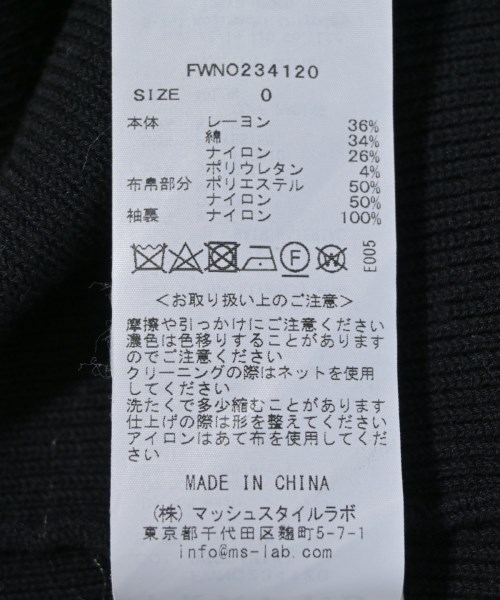 FWNO234120
SIZE 0
本体 レーヨン 36%
綿 34%
ナイロン 26%
ポリウレタン 4%
布帛部分 ポリエステル 50%
ナイロン 50%
袖裏 ナイロン 100%
F W E005
＜お取り扱い上のご注意＞
摩擦や引っかけにご注意ください
濃色は色移りすることがあります
のでご注意ください
クリーニングの際はネットを使用
してください
洗たくで多少縮むことがあります
仕上げの際は形を整えてください
アイロンはあて布を使用してくだ
さい
MADE IN CHINA
(株) マッシュスタイルラボ
東京都千代田区麹町5-7-1
info@ms-lab.com